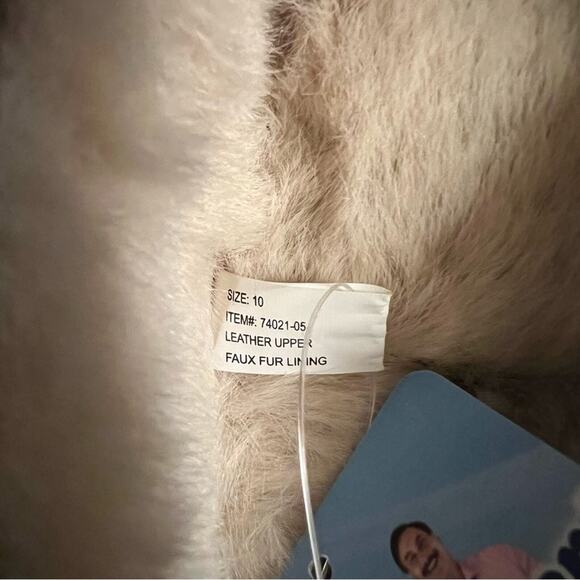 SIZE: 10
ITEM#: 74021-05
LEATHER UPPER
FAUX FUR LINING